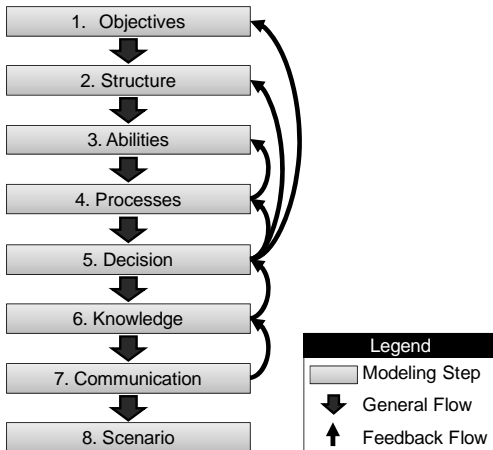 1. Objectives
2. Structure
3. Abilities
4. Processes
5. Decision
6. Knowledge
7. Communication
8. Scenario
Legend
Modeling Step
General Flow
Feedback Flow